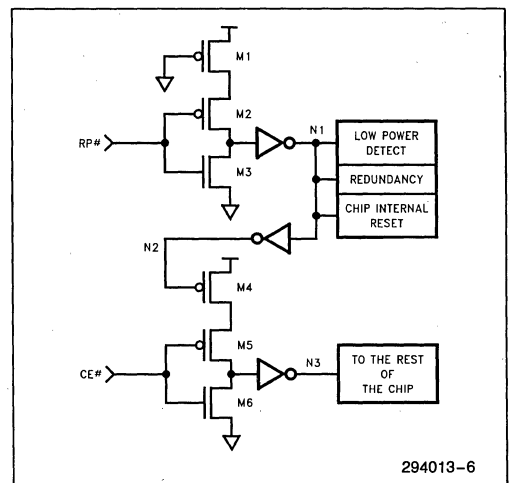 M1
M2
RP#
N1
LOW POWER
DETECT
M3
REDUNDANCY
CHIP INTERNAL
RESET
N2
M4
M5
N3
TO THE REST
OF
THE CHIP
CE#
M6
294013-6